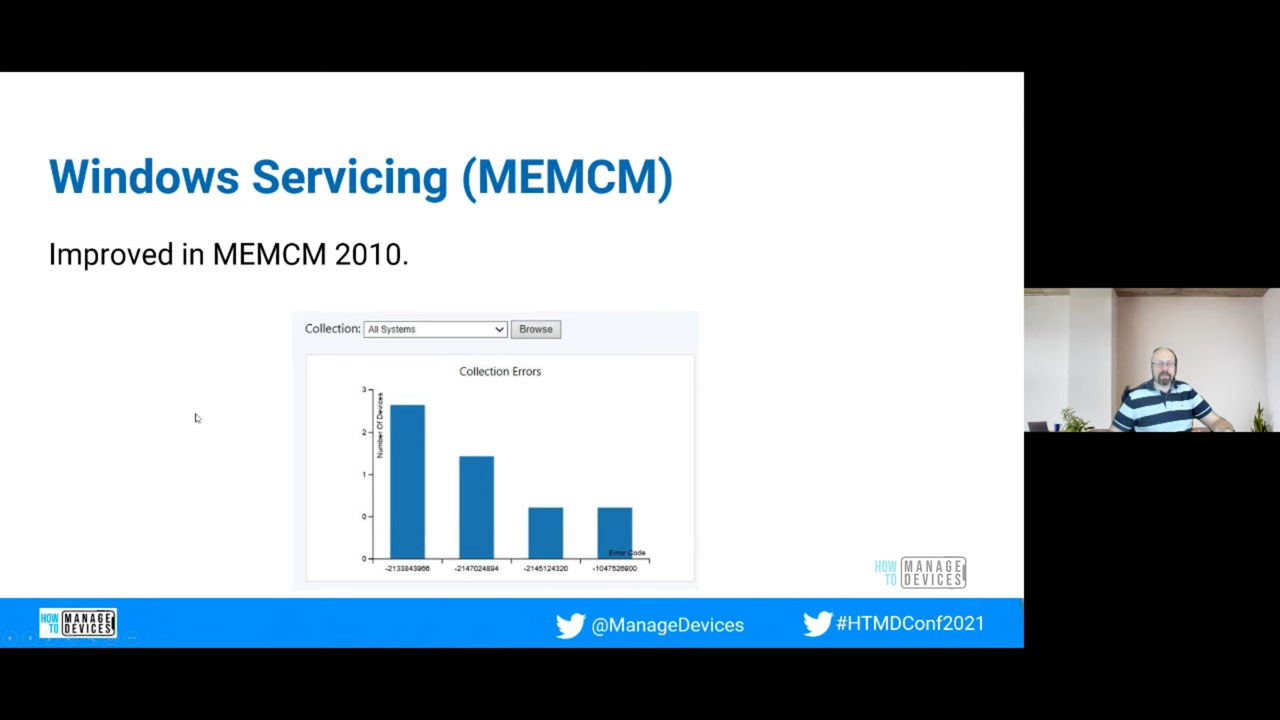 Windows Servicing (MEMCM)
Improved in MEMCM 2010.
Collection: All Systems Browse
Collection Errors
Number Of Devices
3
2
1
0
0
Error Code
-2133843966 -2147024894 -2145124320 -1047526900
HOW TO MANAGE DEVICES
HOW TO MANAGE DEVICES
@ManageDevices
#HTMDConf2021